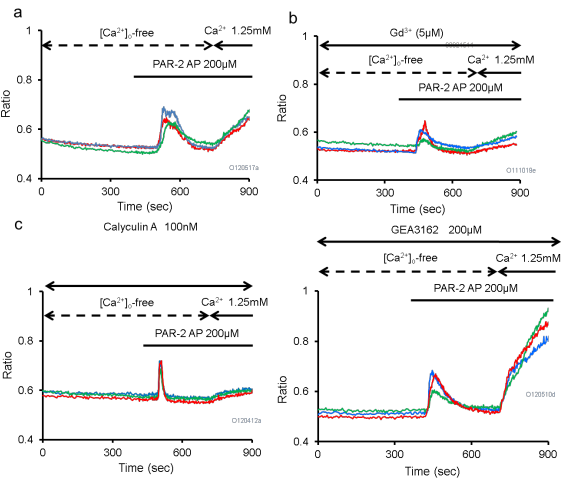 a
[Ca²⁺]₀-free Ca²⁺ 1.25mM
PAR-2 AP 200μM
Ratio
1
0.8
0.6
0.4
0 300 600 900
Time (sec)
O120517a
b
Gd³⁺ (5μM)
[Ca²⁺]₀-free Ca²⁺ 1.25mM
PAR-2 AP 200μM
Ratio
1
0.8
0.6
0.4
0 300 600 900
Time (sec)
O111018e
c
Calyculin A 100nM
[Ca²⁺]₀-free Ca²⁺ 1.25mM
PAR-2 AP 200μM
Ratio
1
0.8
0.6
0.4
0 300 600 900
Time (sec)
O120412a
GEA3162 200μM
[Ca²⁺]₀-free Ca²⁺ 1.25mM
PAR-2 AP 200μM
Ratio
1
0.8
0.6
0.4
0 300 600 900
Time (sec)
O120510d